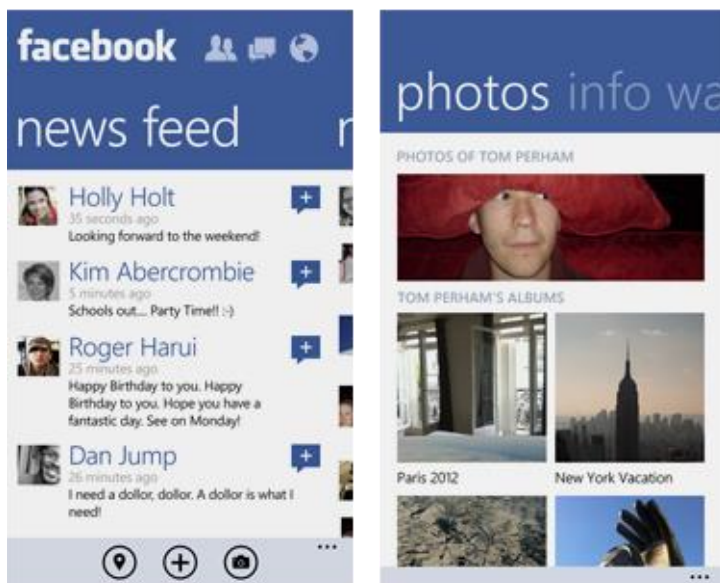 facebook
news feed
Holly Holt
35 seconds ago
Looking forward to the weekend!
Kim Abercrombie
5 minutes ago
Schools out... Party Time!! :-)
Roger Harui
25 minutes ago
Happy Birthday to you. Happy
Birthday to you. Hope you have a
fantastic day. See on Monday!
Dan Jump
26 minutes ago
I need a dollor, dollor. A dollor is what I
need!
photos info wa
PHOTOS OF TOM PERHAM
TOM PERHAM'S ALBUMS
Paris 2012
New York Vacation